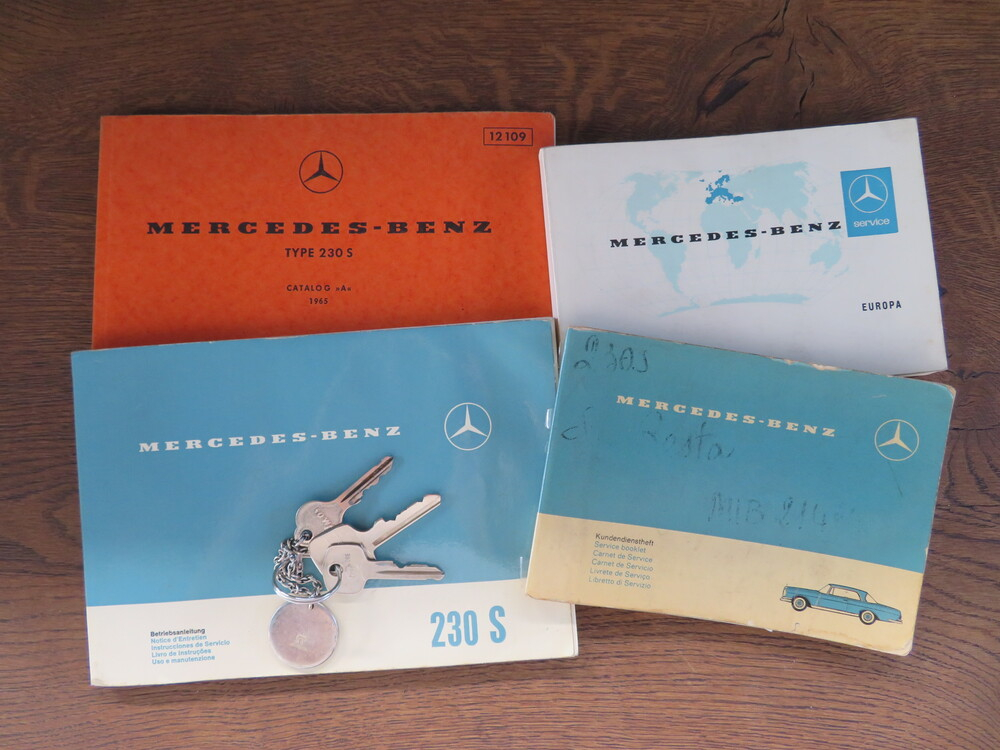 12109
MERCEDES-BENZ
TYPE 230 S
CATALOG »A«
1965
service
MERCEDES-BENZ
EUROPA
MERCEDES-BENZ
230 S
Betriebsanleitung
Notice d'Entretien
Instrucciones de Servicio
Livro de Instruções
Uso e manutenzione
230S
MERCEDES-BENZ
Kundendienstheft
Service booklet
Carnet de Service
Carnet de Servicio
Livrete de Serviço
Libretto di Servizio